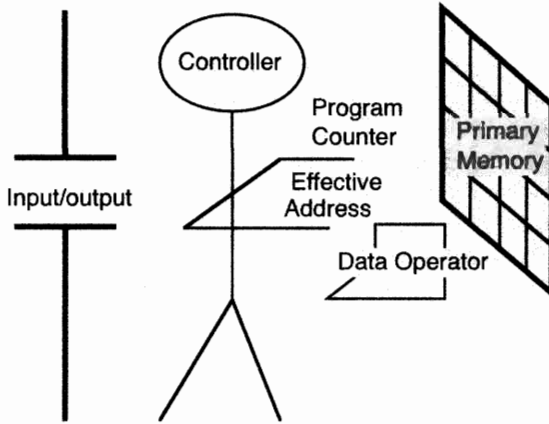 Controller
Program
Counter
Primary
Memory
Input/output
Effective
Address
Data Operator